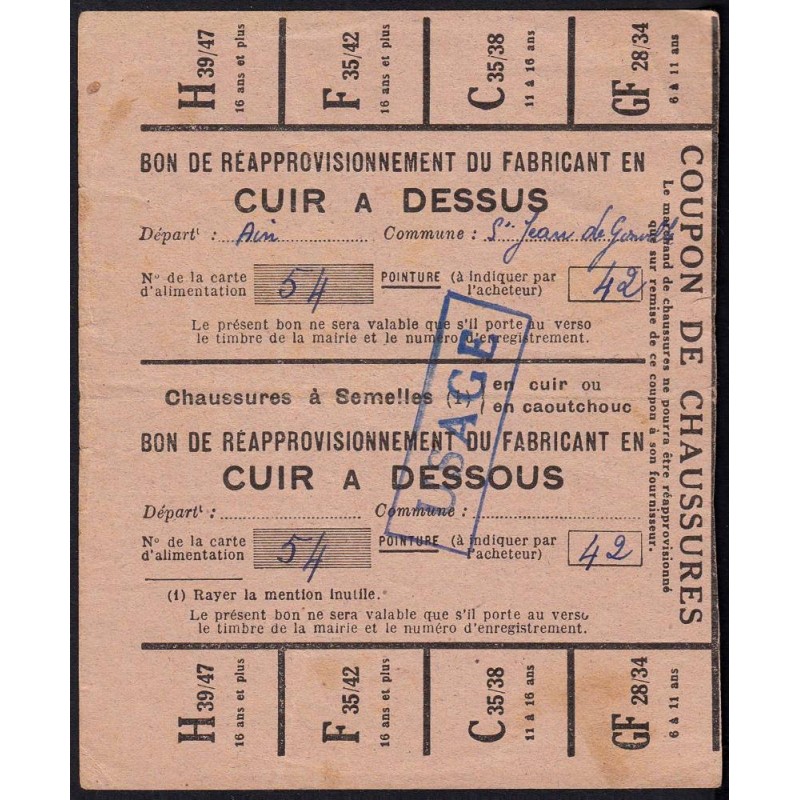 H 39/47
16 ans et plus
F 35/42
16 ans et plus
C 35/38
11 à 16 ans
GF 28/34
6 à 11 ans
BON DE RÉAPPROVISIONNEMENT DU FABRICANT EN
CUIR A DESSUS
Départt : Ain Commune : St Jean de Gonville
No de la carte
d'alimentation
54
POINTURE (à indiquer par
l'acheteur)
42
Le présent bon ne sera valable que s'il porte au verso
le timbre de la mairie et le numéro d'enregistrement.
USAGE
Chaussures à Semelles (1) en cuir ou
en caoutchouc
BON DE RÉAPPROVISIONNEMENT DU FABRICANT EN
CUIR A DESSOUS
Départt : Commune :
No de la carte
d'alimentation
54
POINTURE (à indiquer par
l'acheteur)
42
(1) Rayer la mention inutile.
Le présent bon ne sera valable que s'il porte au verso
le timbre de la mairie et le numéro d'enregistrement.
COUPON DE CHAUSSURES
Le marchand de chaussures ne pourra être réapprovisionné
que sur remise de ce coupon à son fournisseur.
H 39/47
16 ans et plus
F 35/42
16 ans et plus
C 35/38
11 à 16 ans
GF 28/34
6 à 11 ans